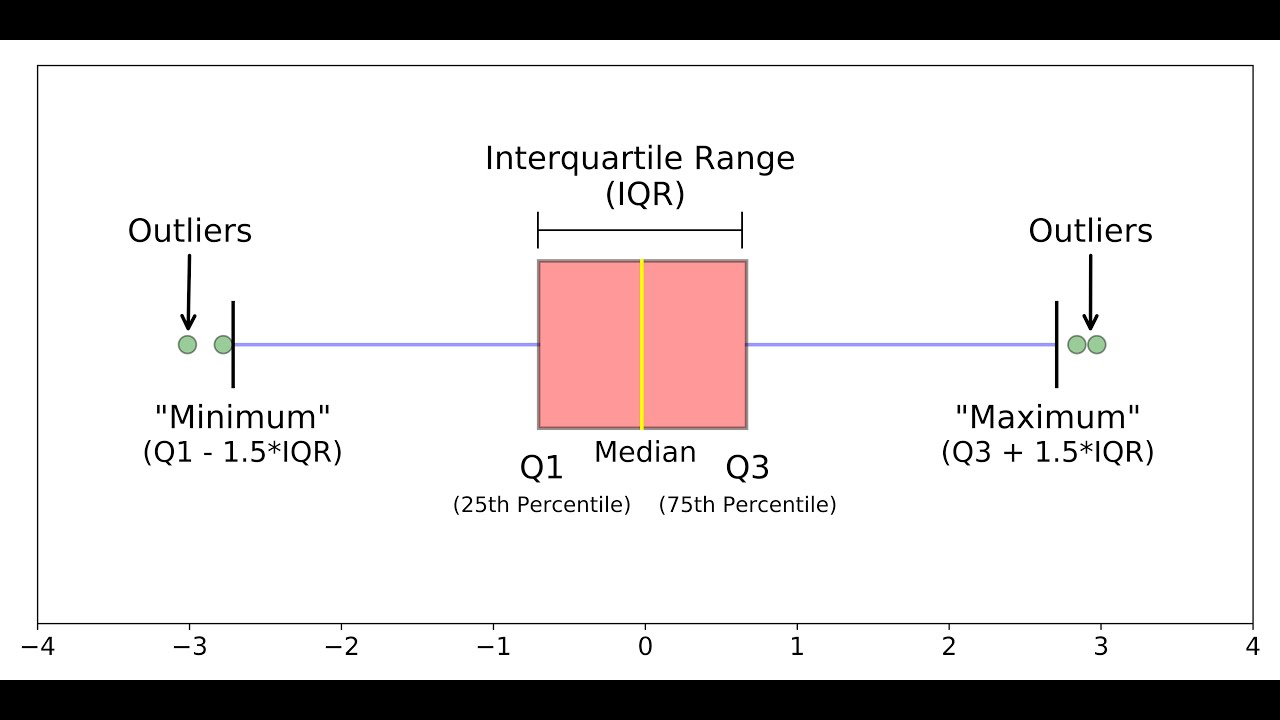 Interquartile Range
(IQR)
Outliers
Outliers
"Minimum"
(Q1 - 1.5*IQR)
"Maximum"
(Q3 + 1.5*IQR)
Median
Q1
Q3
(25th Percentile)
(75th Percentile)
−4 −3 −2 −1 0 1 2 3 4